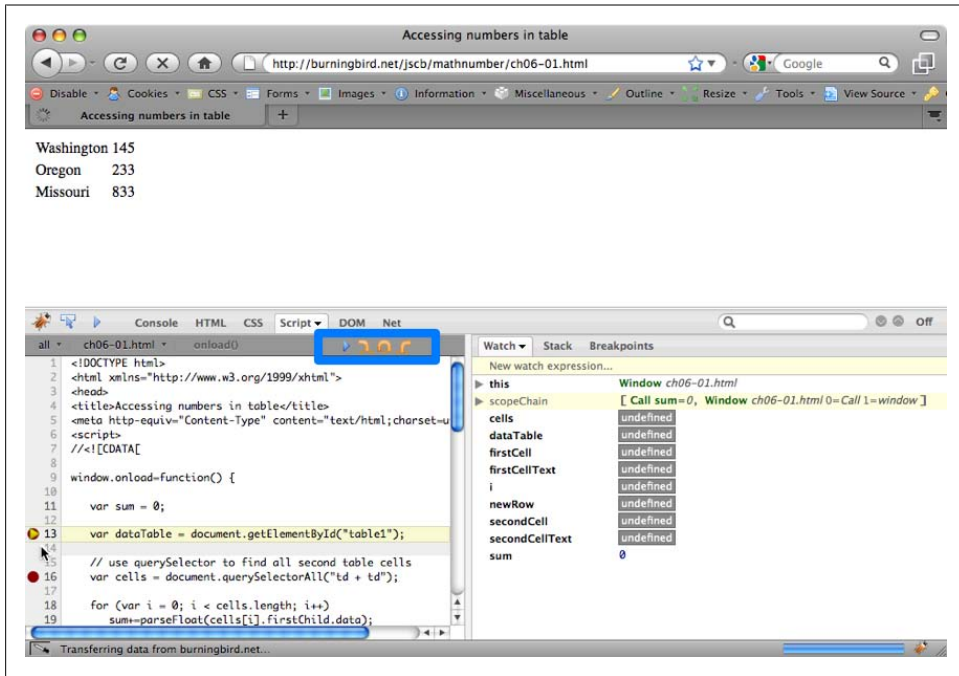 Accessing numbers in table
http://burningbird.net/jscb/mathnumber/ch06-01.html
Google
Disable Cookies CSS Forms Images Information Miscellaneous Outline Resize Tools View Source
Accessing numbers in table +
Washington 145
Oregon 233
Missouri 833
Console HTML CSS Script DOM Net Off
all ch06-01.html onload()
Watch Stack Breakpoints
1 <!DOCTYPE html>
2 <html xmlns="http://www.w3.org/1999/xhtml">
3 <head>
4 <title>Accessing numbers in table</title>
5 <meta http-equiv="Content-Type" content="text/html;charset=u
6 <script>
7 //<![CDATA[
8
9 window.onload=function() {
10
11 var sum = 0;
12
13 var dataTable = document.getElementById("table1");
14
15 // use querySelector to find all second table cells
16 var cells = document.querySelectorAll("td + td");
17
18 for (var i = 0; i < cells.length; i++)
19 sum+=parseFloat(cells[i].firstChild.data);
New watch expression...
this Window ch06-01.html
scopeChain [ Call sum=0, Window ch06-01.html 0=Call 1=window ]
cells undefined
dataTable undefined
firstCell undefined
firstCellText undefined
i undefined
newRow undefined
secondCell undefined
secondCellText undefined
sum 0
Transferring data from burningbird.net...